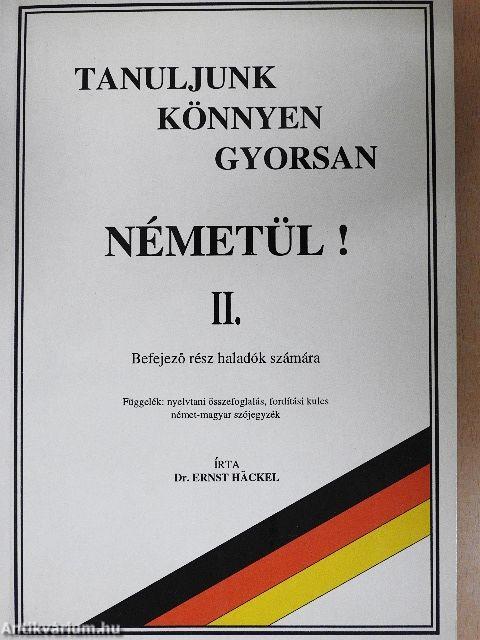 TANULJUNK
KÖNNYEN
GYORSAN
NÉMETÜL !
II.
Befejező rész haladók számára
Függelék: nyelvtani összefoglalás, fordítási kulcs
német-magyar szójegyzék
ÍRTA
Dr. ERNST HÄCKEL
Antikvárium.hu